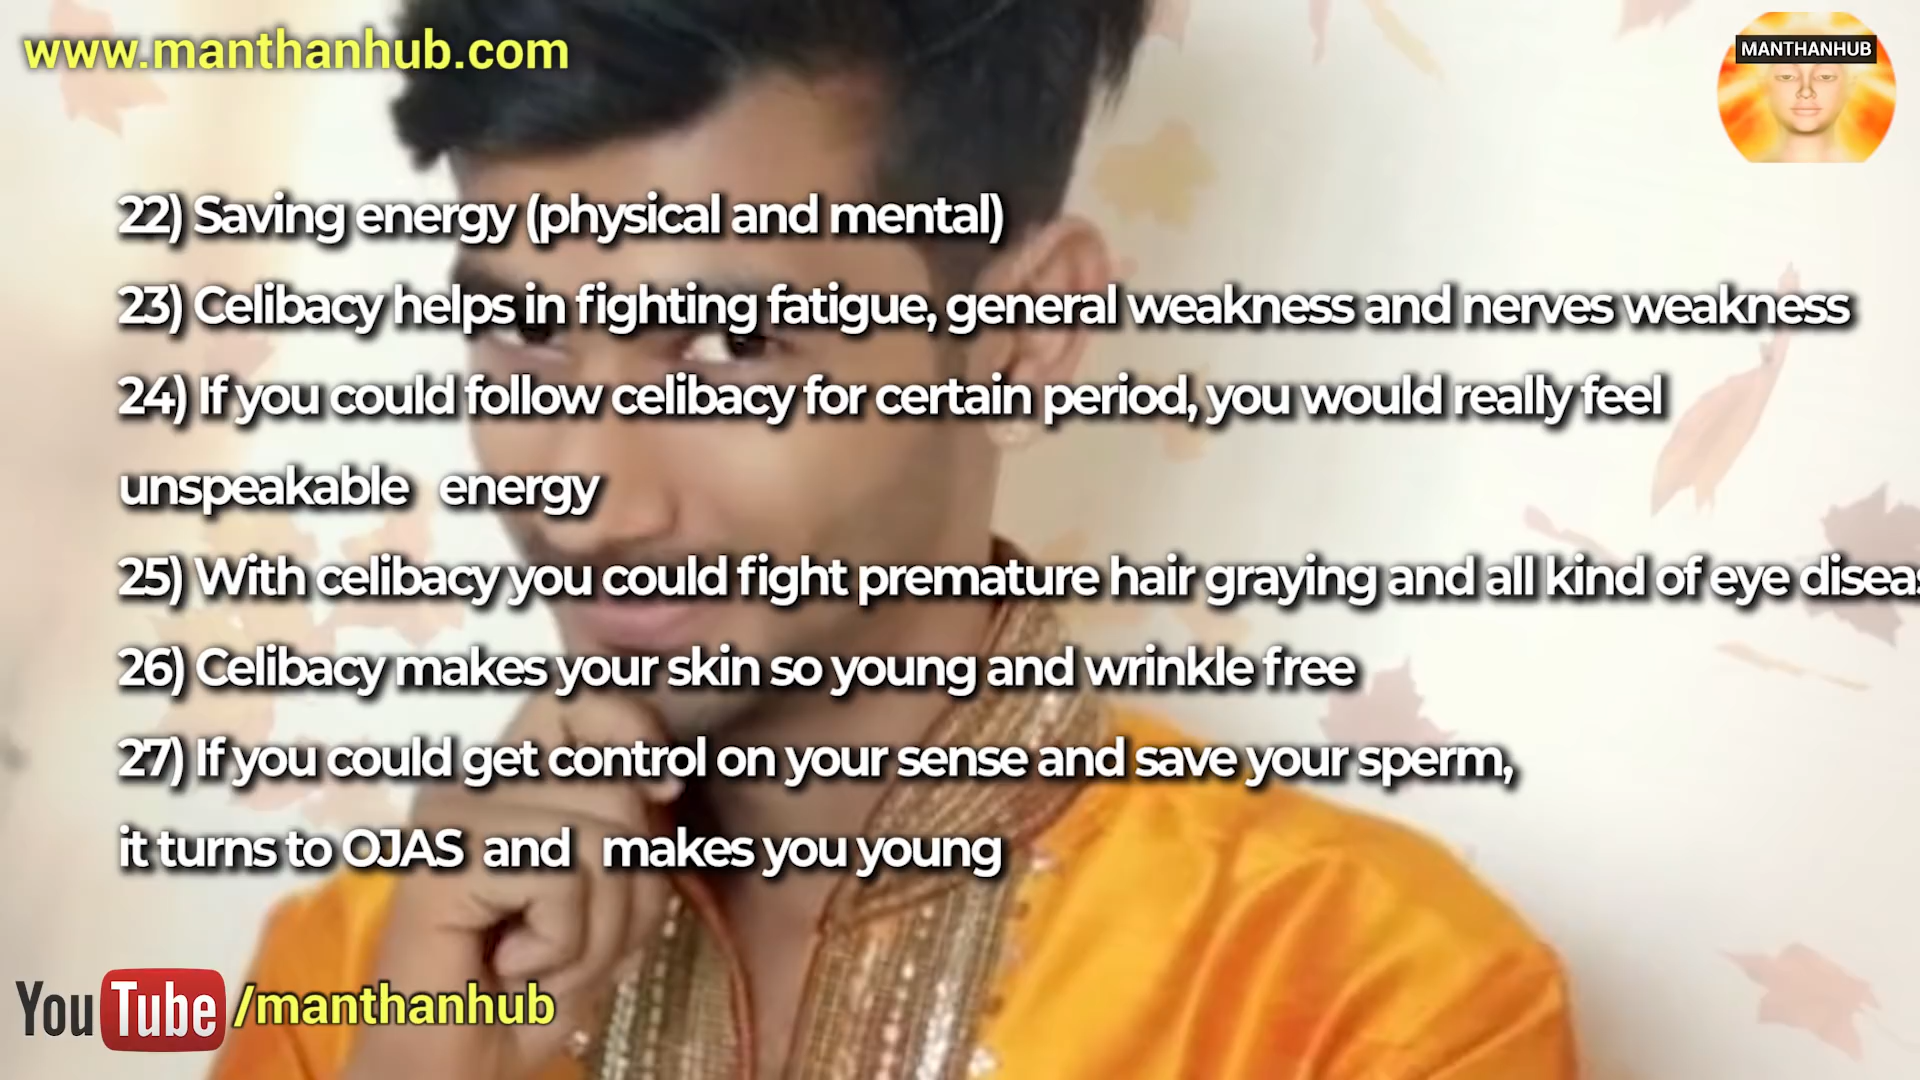 www.manthanhub.com
MANTHANHUB
22) Saving energy (physical and mental)
23) Celibacy helps in fighting fatigue, general weakness and nerves weakness
24) If you could follow celibacy for certain period, you would really feel
unspeakable energy
25) With celibacy you could fight premature hair graying and all kind of eye
26) Celibacy makes your skin so young and wrinkle free
27) If you could get control on your sense and save your sperm,
it turns to OJAS and makes you young
YouTube /manthanhub